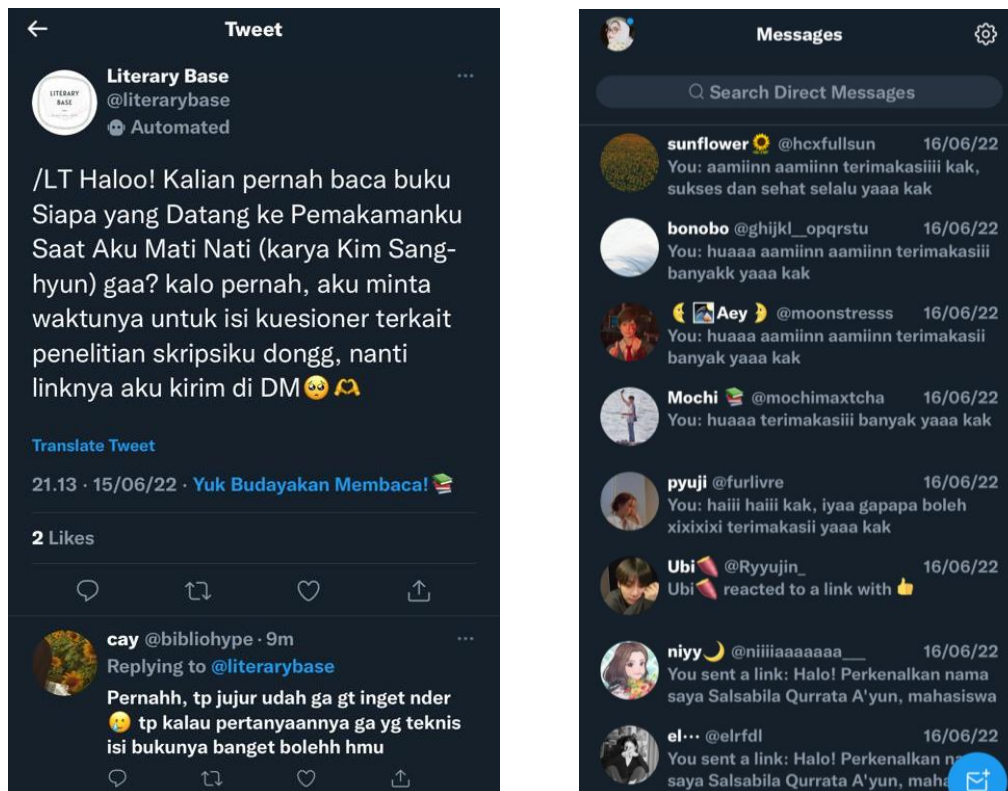 Tweet
Literary Base
@literarybase
Automated
LITERARY
BASE
/LT Haloo! Kalian pernah baca buku
Siapa yang Datang ke Pemakamanku
Saat Aku Mati Nati (karya Kim Sang-
hyun) gaa? kalo pernah, aku minta
waktunya untuk isi kuesioner terkait
penelitian skripsiku dongg, nanti
linknya aku kirim di DM🥺🫶
Translate Tweet
21.13 · 15/06/22 · Yuk Budayakan Membaca!📚
2 Likes
cay @bibliohype · 9m
Replying to @literarybase
Pernahh, tp jujur udah ga gt inget nder
🥲 tp kalau pertanyaannya ga yg teknis
isi bukunya banget bolehh hmu
Messages
Search Direct Messages
sunflower🌻 @hcxfullsun 16/06/22
You: aamiinn aamiinn terimakasiiii kak,
sukses dan sehat selalu yaaa kak
bonobo @ghijkl__opqrstu 16/06/22
You: huaaa aamiinn aamiinn terimakasiii
banyakk yaaa kak
Aey @moonstresss 16/06/22
You: huaaa aamiinn aamiinn terimakasii
banyak yaaa kak
Mochi 📚 @mochimaxtcha 16/06/22
You: huaaa terimakasiii banyak yaaa kak
pyuji @furlivre 16/06/22
You: haiii haiii kak, iyaa gapapa boleh
xixixixi terimakasii yaaa kak
Ubi🍠 @Ryyujin_ 16/06/22
Ubi🍠 reacted to a link with 👍
niyy🌙 @niiiiaaaaaaa___ 16/06/22
You sent a link: Halo! Perkenalkan nama
saya Salsabila Qurrata A'yun, mahasiswa
el··· @elrfdl 16/06/22
You sent a link: Halo! Perkenalkan
saya Salsabila Qurrata A'yun,